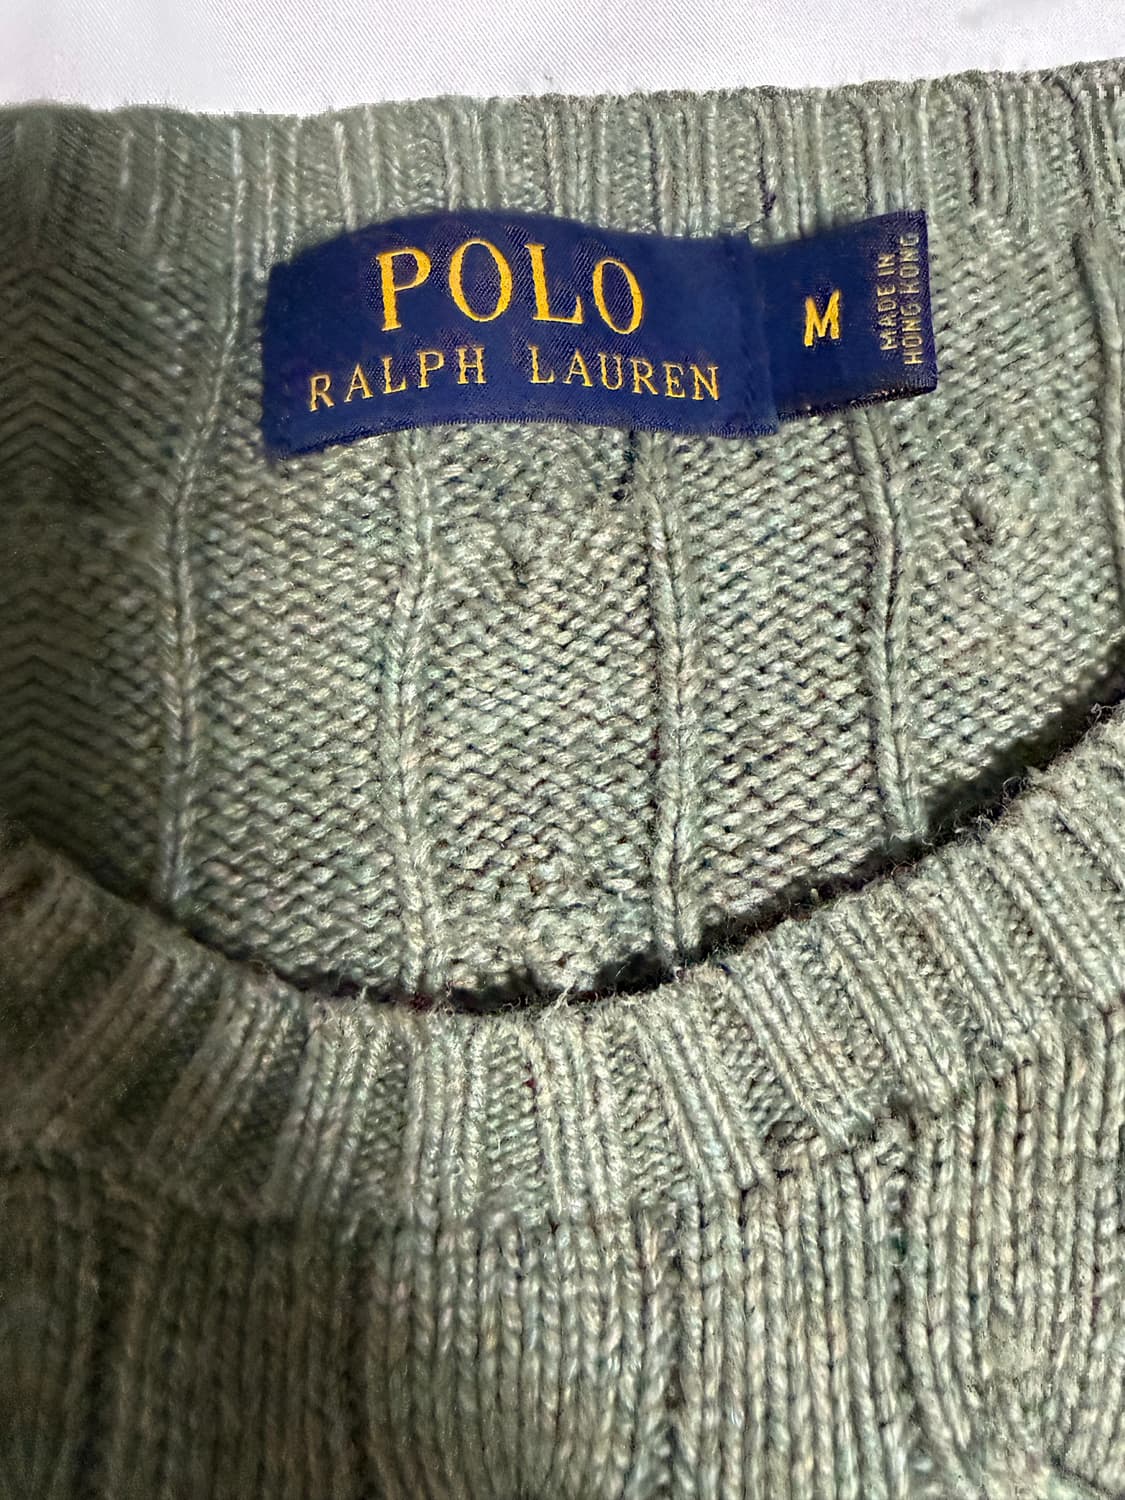 POLO
RALPH LAUREN
M
MADE IN
HONG KONG